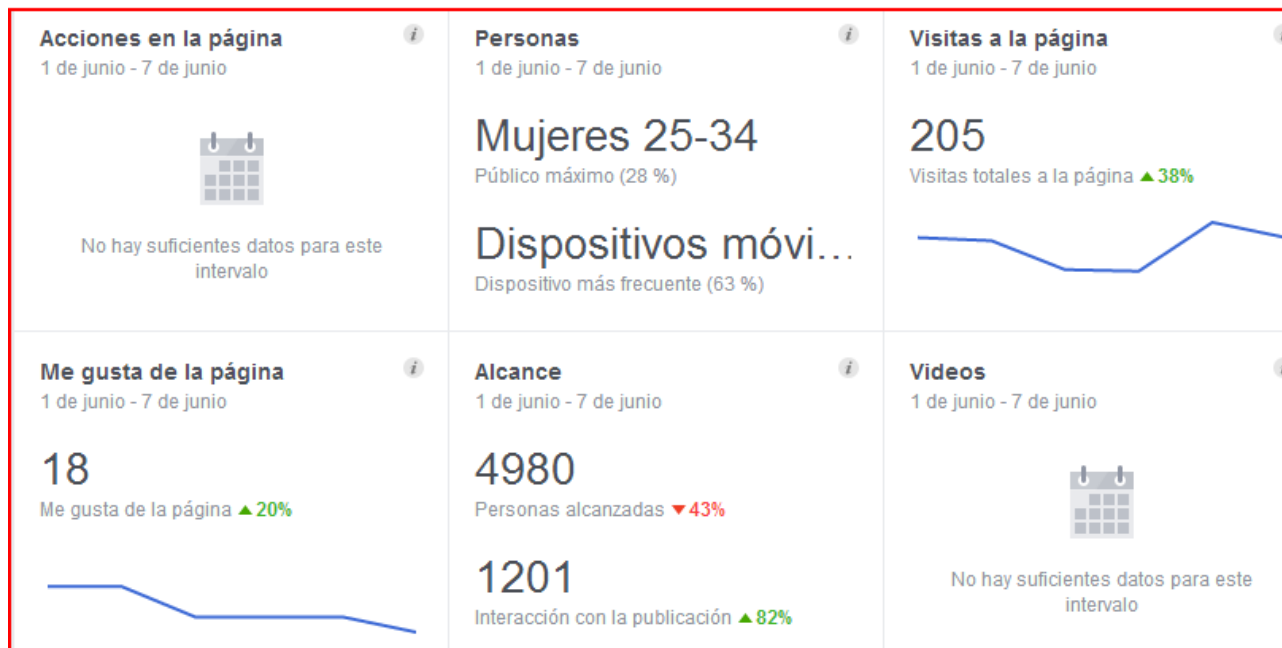 Acciones en la página
1 de junio - 7 de junio
No hay suficientes datos para este
intervalo
Personas
1 de junio - 7 de junio
Mujeres 25-34
Público máximo (28 %)
Dispositivos móvi...
Dispositivo más frecuente (63 %)
Visitas a la página
1 de junio - 7 de junio
205
Visitas totales a la página ▲38%
Me gusta de la página
1 de junio - 7 de junio
18
Me gusta de la página ▲20%
Alcance
1 de junio - 7 de junio
4980
Personas alcanzadas ▼43%
1201
Interacción con la publicación ▲82%
Videos
1 de junio - 7 de junio
No hay suficientes datos para este
intervalo